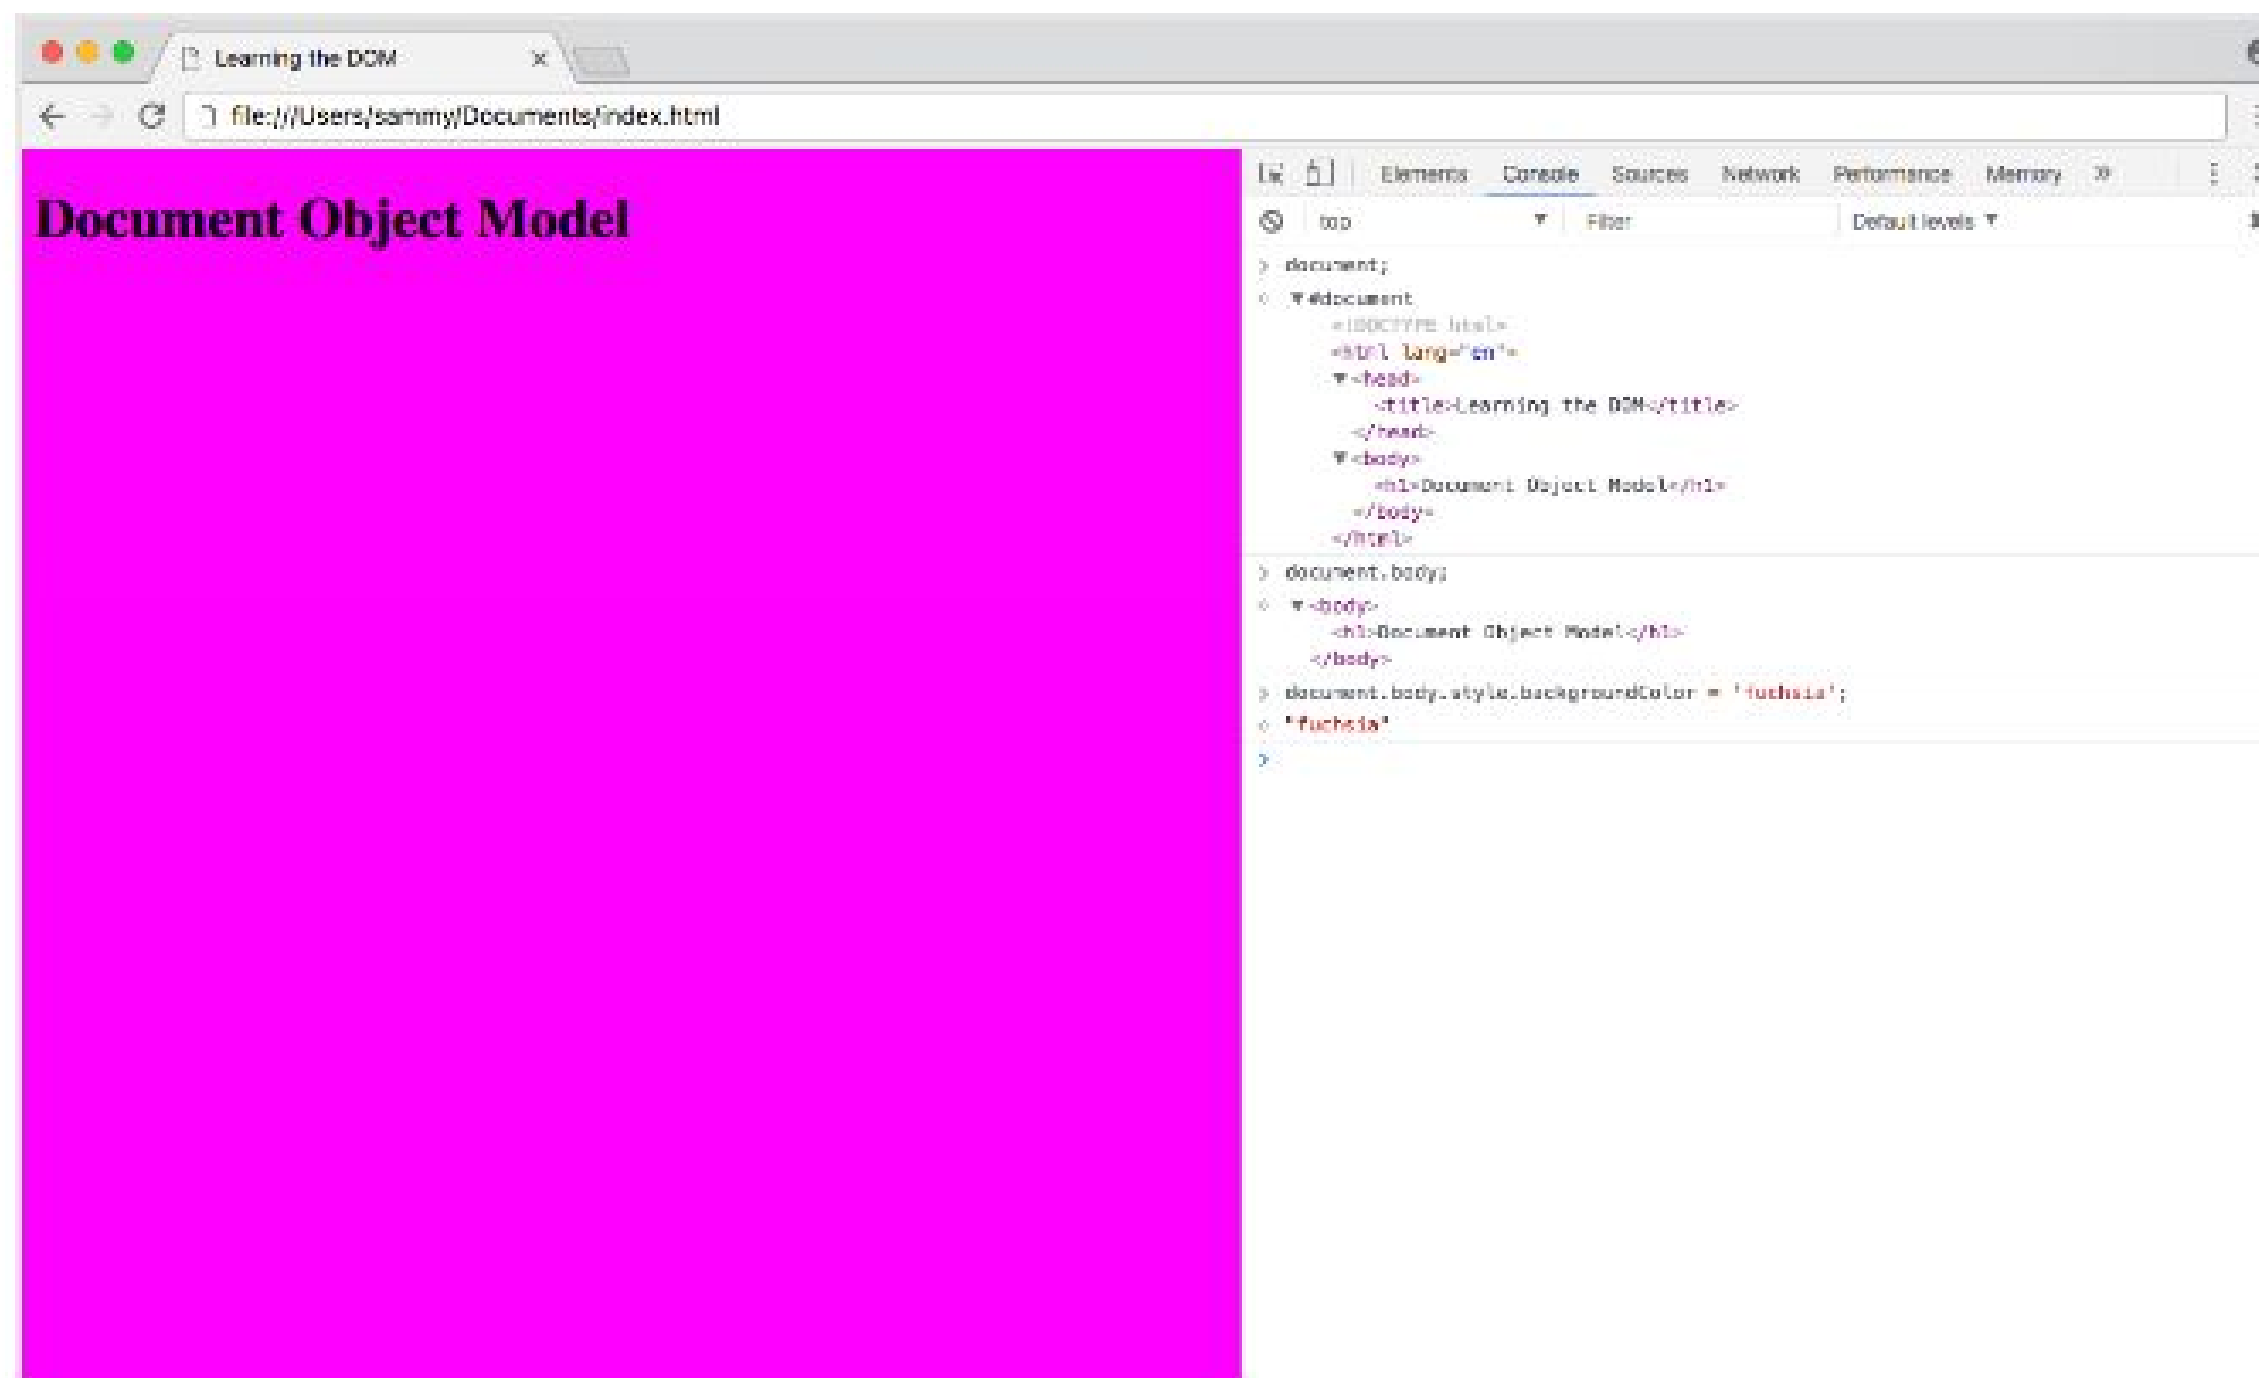 Learning the DOM
file:///Users/sammy/Documents/index.html
Document Object Model
Elements Console Sources Network Performance Memory »
top Filter Default levels
> document;
#document
<!DOCTYPE html>
<html lang="en">
<head>
<title>Learning the DOM</title>
</head>
<body>
<h1>Document Object Model</h1>
</body>
</html>
> document.body;
<body>
<h1>Document Object Model</h1>
</body>
> document.body.style.backgroundColor = 'fuchsia';
"fuchsia"
>